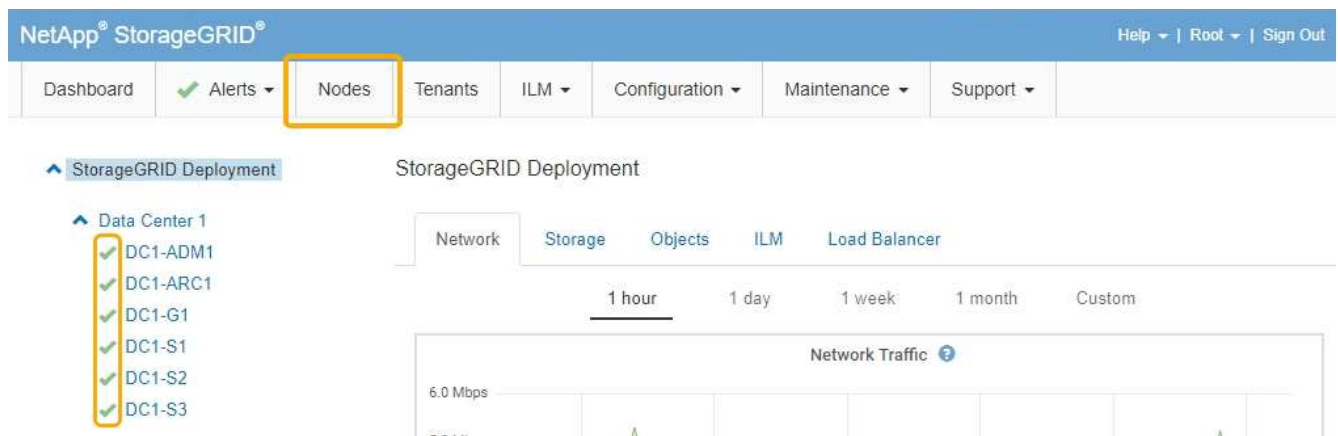 NetApp® StorageGRID®
Help | Root | Sign Out
Dashboard Alerts Nodes Tenants ILM Configuration Maintenance Support
StorageGRID Deployment
Data Center 1
DC1-ADM1
DC1-ARC1
DC1-G1
DC1-S1
DC1-S2
DC1-S3
StorageGRID Deployment
Network Storage Objects ILM Load Balancer
1 hour 1 day 1 week 1 month Custom
Network Traffic
6.0 Mbps